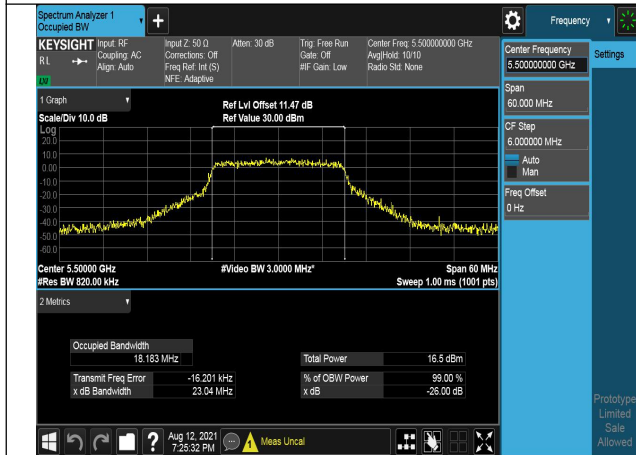 Spectrum Analyzer 1
Occupied BW
Frequency
KEYSIGHT
RL
Input: RF
Coupling: AC
Align: Auto
Input Z: 50 Ω
Corrections: Off
Freq Ref: Int (S)
NFE: Adaptive
Atten: 30 dB
Trig: Free Run
Gate: Off
#IF Gain: Low
Center Freq: 5.500000000 GHz
Avg|Hold: 10/10
Radio Std: None
Center Frequency
5.500000000 GHz
Settings
Span
60.000 MHz
CF Step
6.000000 MHz
Auto
Man
Freq Offset
0 Hz
1 Graph
Scale/Div 10.0 dB
Ref Lvl Offset 11.47 dB
Ref Value 30.00 dBm
Log
20.0
10.0
0.00
-10.0
-20.0
-30.0
-40.0
-50.0
-60.0
Center 5.50000 GHz
#Res BW 820.00 kHz
#Video BW 3.0000 MHz*
Span 60 MHz
Sweep 1.00 ms (1001 pts)
2 Metrics
Occupied Bandwidth
18.183 MHz
Total Power 16.5 dBm
Transmit Freq Error -16.201 kHz
% of OBW Power 99.00 %
x dB Bandwidth 23.04 MHz
x dB -26.00 dB
Prototype
Limited
Sale
Allowed
?
Aug 12, 2021
7:25:32 PM
Meas Uncal